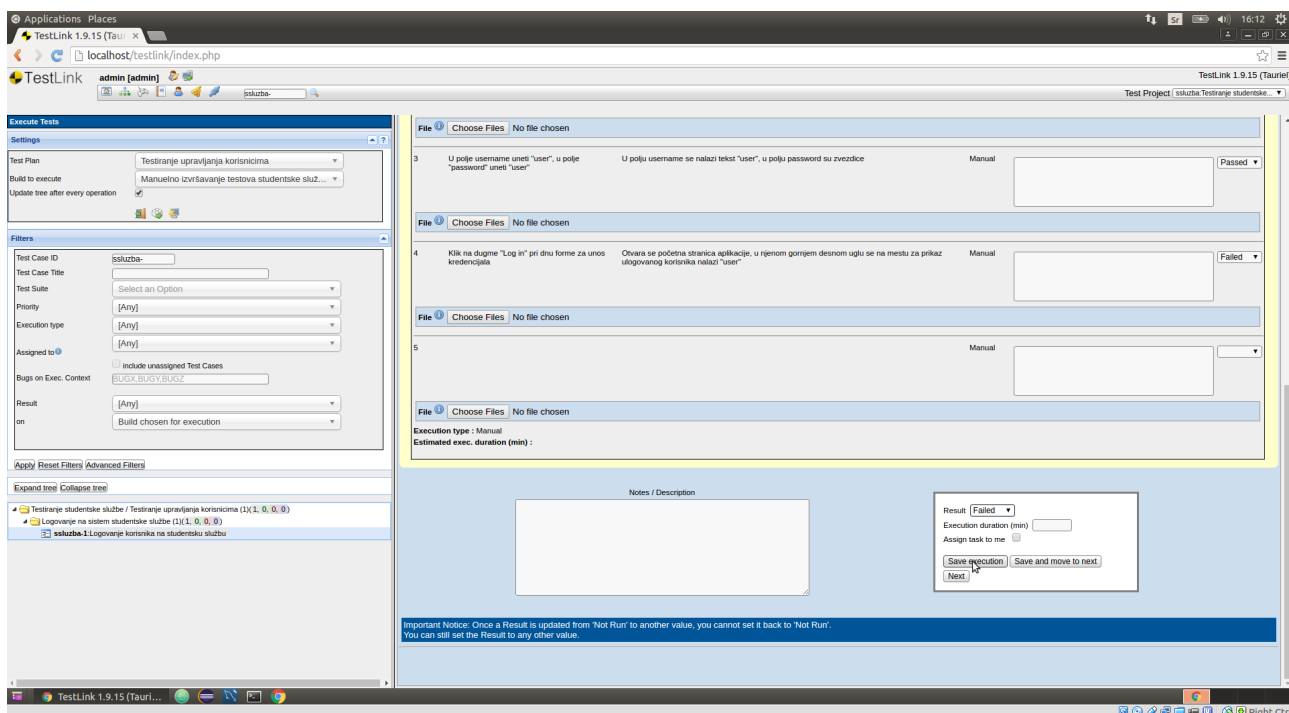 Applications Places
Sr 16:12
TestLink 1.9.15 (Tau
localhost/testlink/index.php
TestLink admin [admin] TestLink 1.9.15 (Tauriel
ssluzba- Test Project ssluzba:Testiranje studentske...
Execute Tests
Settings
Test Plan Testiranje upravljanja korisnicima
Build to execute Manuelno izvršavanje testova studentske služ...
Update tree after every operation
Filters
Test Case ID ssluzba-
Test Case Title
Test Suite Select an Option
Priority [Any]
Execution type [Any]
[Any]
Assigned to
include unassigned Test Cases
Bugs on Exec. Context BUGX,BUGY,BUGZ
Result [Any]
on Build chosen for execution
Apply Reset Filters Advanced Filters
Expand tree Collapse tree
Testiranje studentske službe / Testiranje upravljanja korisnicima (1)(1, 0, 0, 0)
Logovanje na sistem studentske službe (1)(1, 0, 0, 0)
ssluzba-1:Logovanje korisnika na studentsku službu
File Choose Files No file chosen
3 U polje username uneti "user", u polje U polju username se nalazi tekst "user", u polju password su zvezdice Manual Passed
"password" uneti "user"
File Choose Files No file chosen
4 Klik na dugme "Log in" pri dnu forme za unos Otvara se početna stranica aplikacije, u njenom gornjem desnom uglu se na mestu za prikaz Manual Failed
kredencijala ulogovanog korisnika nalazi "user"
File Choose Files No file chosen
5 Manual
File Choose Files No file chosen
Execution type : Manual
Estimated exec. duration (min) :
Notes / Description
Result Failed
Execution duration (min)
Assign task to me
Save execution Save and move to next
Next
Important Notice: Once a Result is updated from 'Not Run' to another value, you cannot set it back to 'Not Run'.
You can still set the Result to any other value.
TestLink 1.9.15 (Tauri...
Right Ctrl